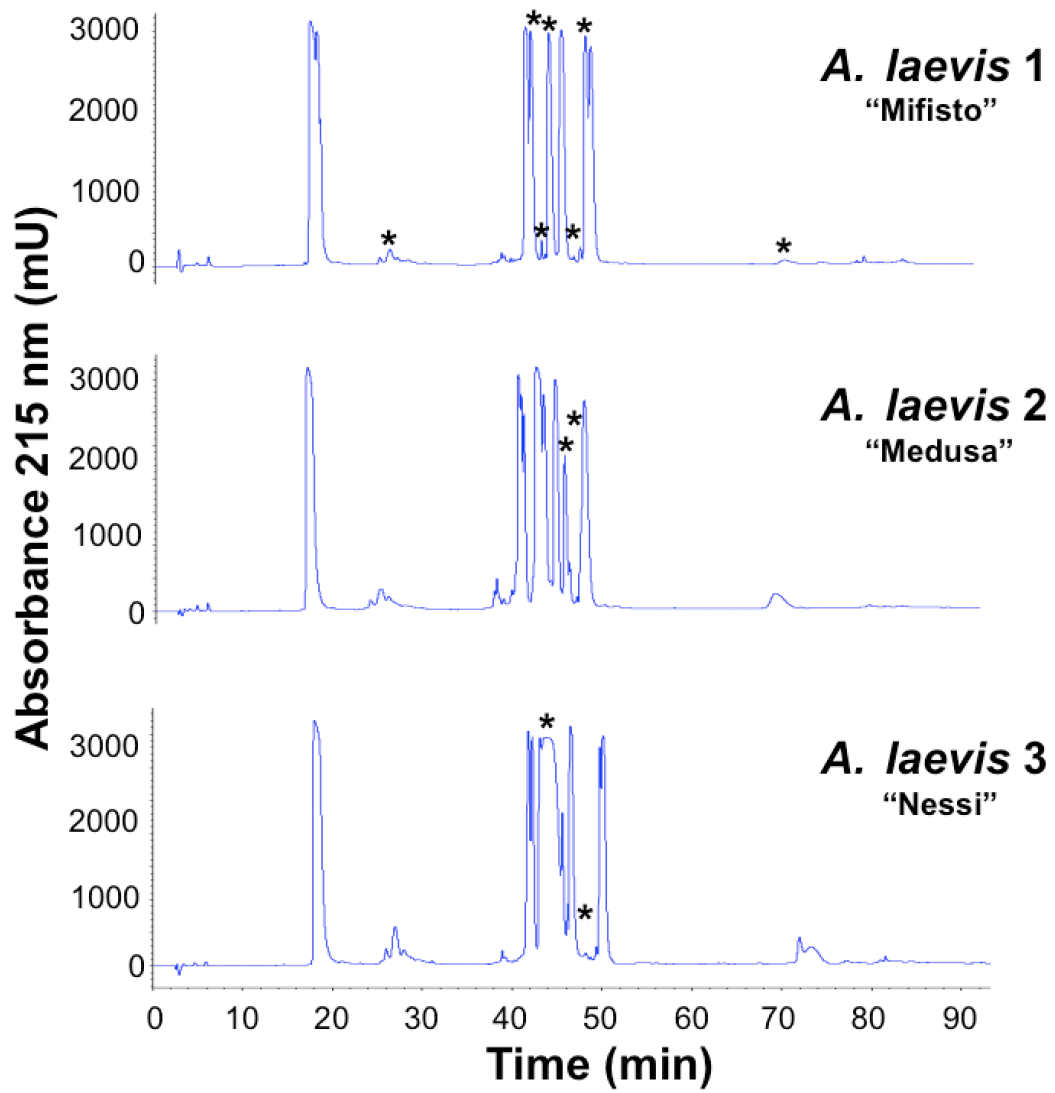 Absorbance 215 nm (mU)
3000
2000
1000
0
* * *
* *
* *
A. laevis 1
“Mifisto”
3000
2000
1000
0
*
*
A. laevis 2
“Medusa”
3000
2000
1000
0
*
*
A. laevis 3
“Nessi”
0 10 20 30 40 50 60 70 80 90
Time (min)